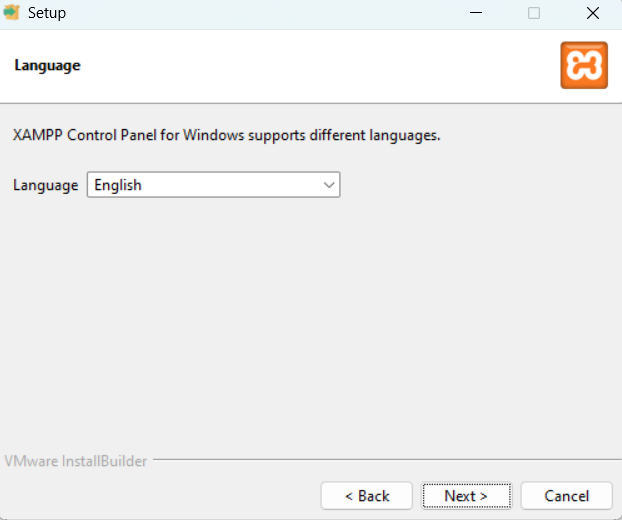 Setup
Language
XAMPP Control Panel for Windows supports different languages.
Language English
VMware InstallBuilder
< Back Next > Cancel